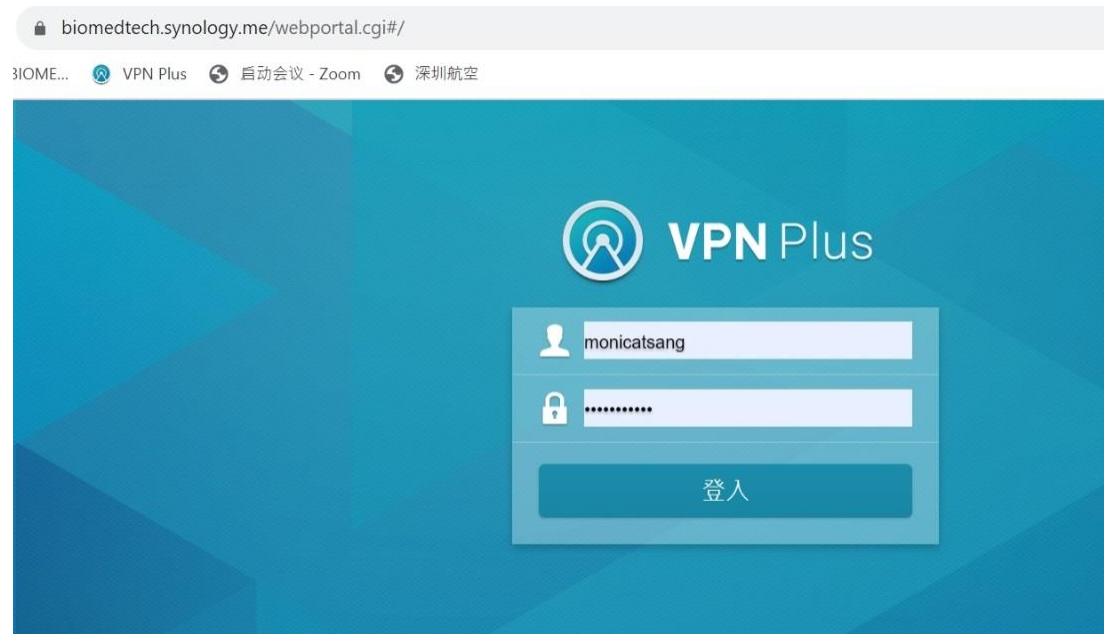 biomedtech.synology.me/webportal.cgi#/
BIOME... VPN Plus 启动会议 - Zoom 深圳航空
VPN Plus
monicatsang
•••••••••••
登入